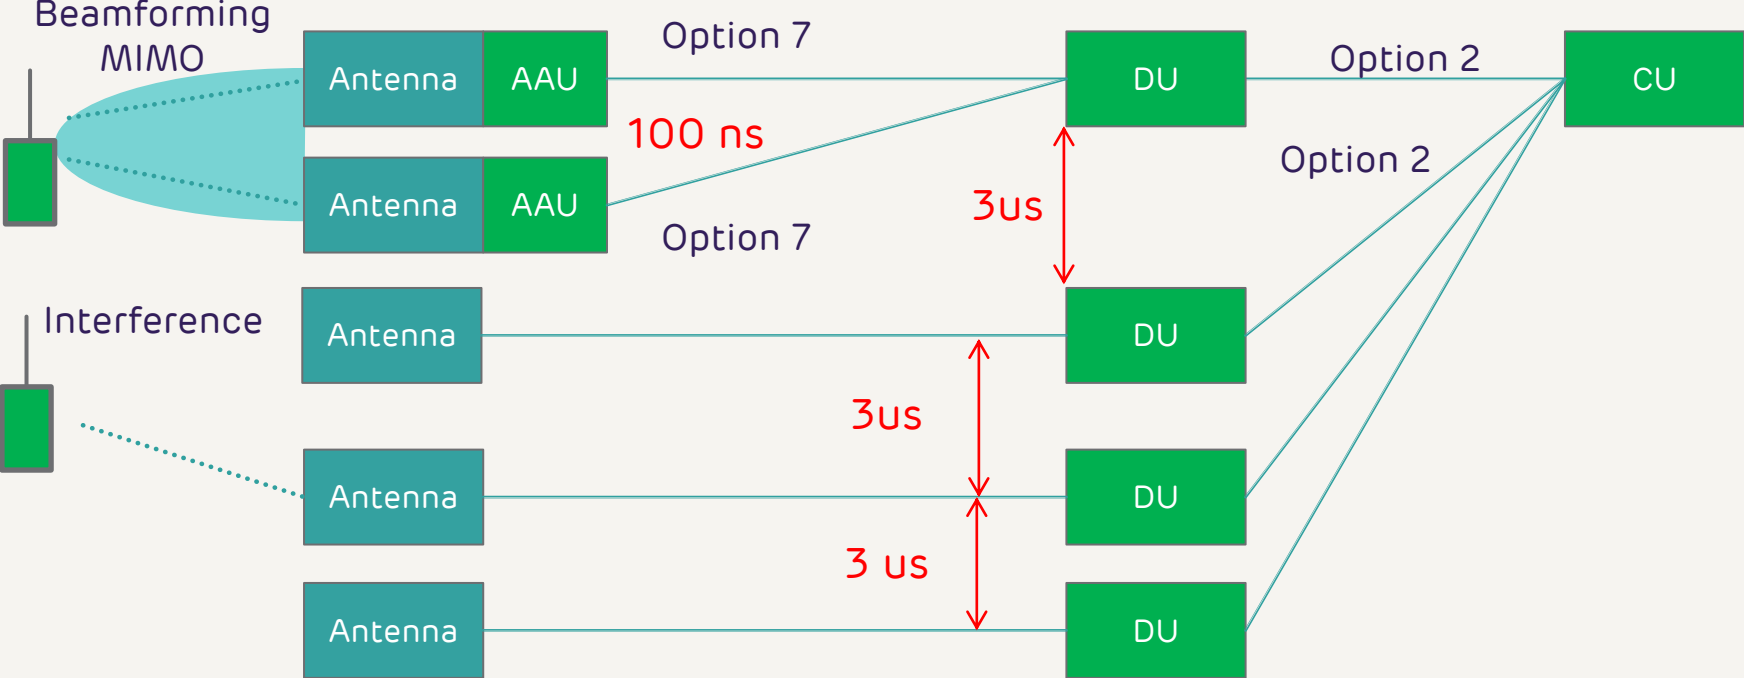 Beamforming
MIMO
Option 7
Antenna
AAU
DU
Option 2
CU
100 ns
Option 2
Antenna
AAU
3us
Option 7
Interference
Antenna
DU
3us
Antenna
DU
3 us
Antenna
DU